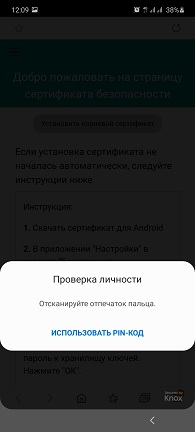 12:09
38%
Добро пожаловать на страницу
сертификата безопасности
Установить корневой сертификат
Если установка сертификата не
началась автоматически, следуйте
инструкции ниже
Инструкция:
1. Скачать сертификат для Android
2. В приложении "Настройки" в
Проверка личности
Отсканируйте отпечаток пальца.
ИСПОЛЬЗОВАТЬ PIN-КОД
пароль к хранилищу ключей.
Нажмите "ОК".
Secured by
Knox